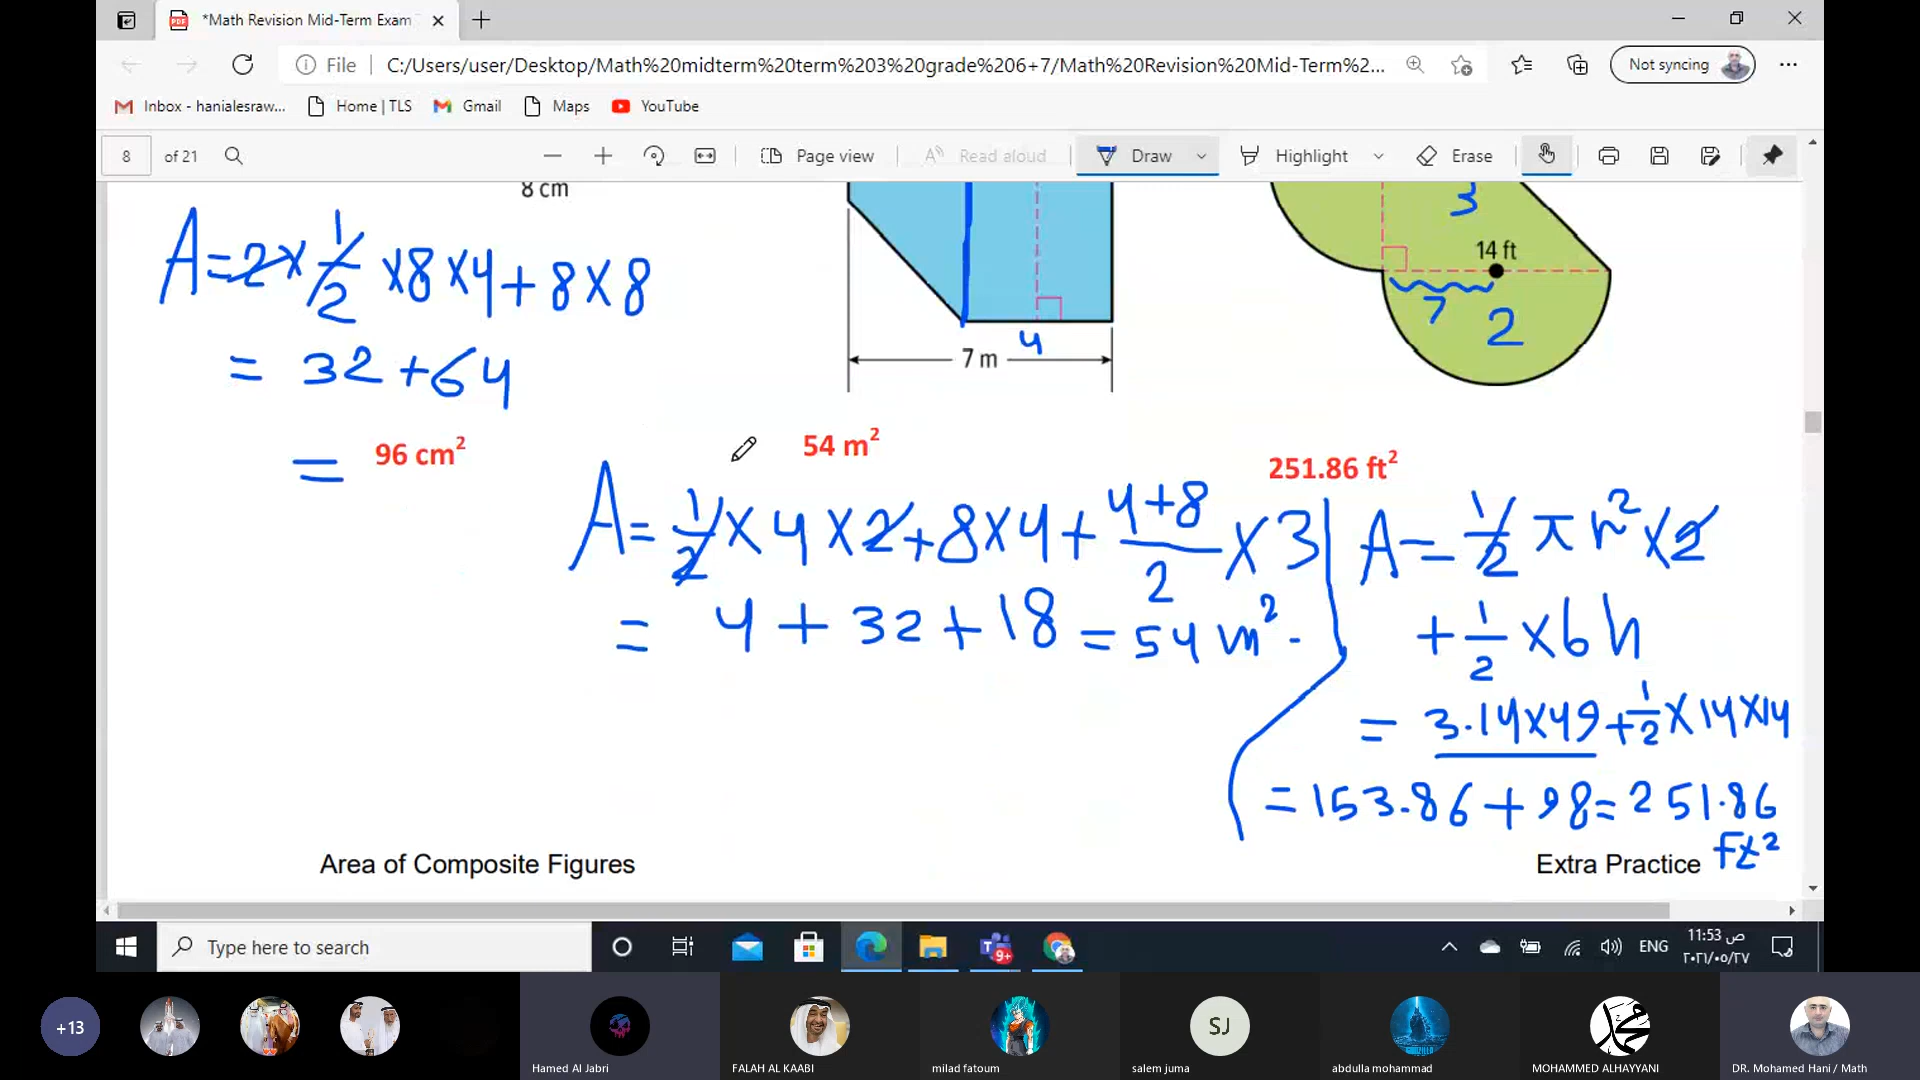 *Math Revision Mid-Term Exam
File
C:/Users/user/Desktop/Math%20midterm%20term%203%20grade%206+7/Math%20Revision%20Mid-Term%2...
Not syncing
Inbox - hanialesraw...
Home | TLS
Gmail
Maps
YouTube
8 of 21
Page view
Read aloud
Draw
Highlight
Erase
8 cm
A=2×1/2×8×4+8×8
= 32+64
= 96 cm²
4
7 m
3
14 ft
7
2
54 m²
251.86 ft²
A=1/2×4×2+8×4+(4+8)/2×3
= 4+32+18=54 m²
A=1/2πr²×2
+1/2×bh
=3.14×49+1/2×14×14
=153.86+98=251.86
Ft²
Area of Composite Figures
Extra Practice
Type here to search
9+
ENG
11:53 ص
٢٠٢١/٠٥/٢٧
+13
SJ
Hamed Al Jabri
FALAH AL KAABI
milad fatoum
salem juma
abdulla mohammad
MOHAMMED ALHAYYANI
DR. Mohamed Hani / Math